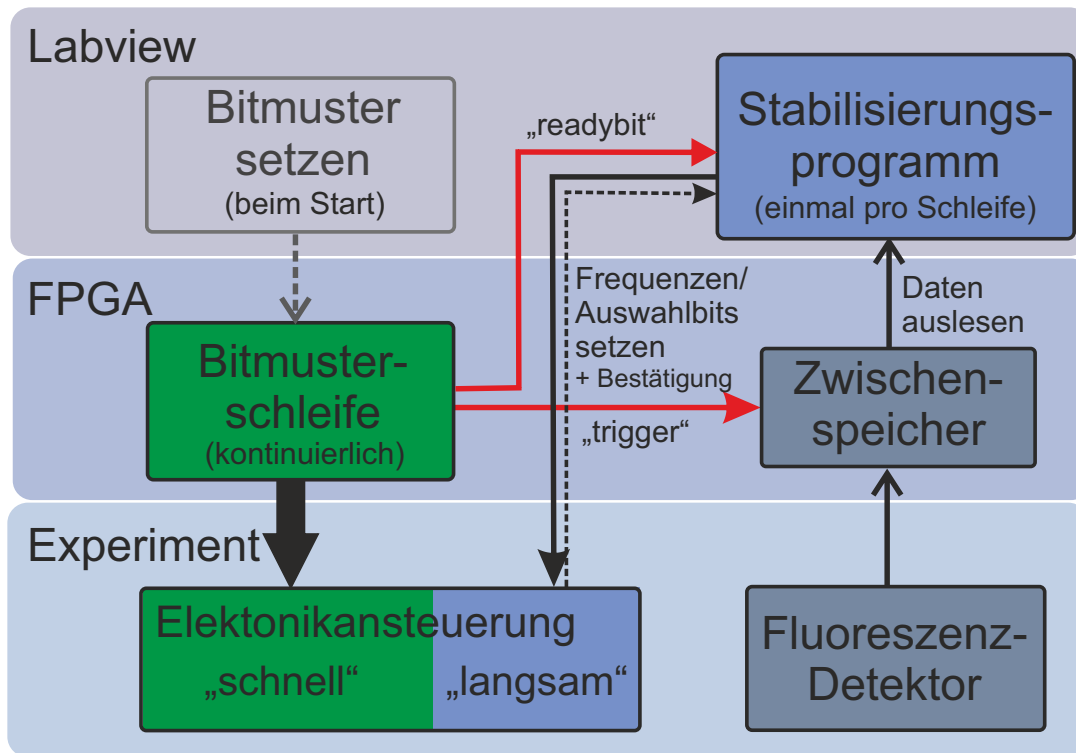 Labview
Bitmuster
setzen
(beim Start)
„readybit“
Stabilisierungs-
programm
(einmal pro Schleife)
FPGA
Bitmuster-
schleife
(kontinuierlich)
Frequenzen/
Auswahlbits
setzen
+ Bestätigung
„trigger“
Daten
auslesen
Zwischen-
speicher
Experiment
Elektonikansteuerung
„schnell“
„langsam“
Fluoreszenz-
Detektor